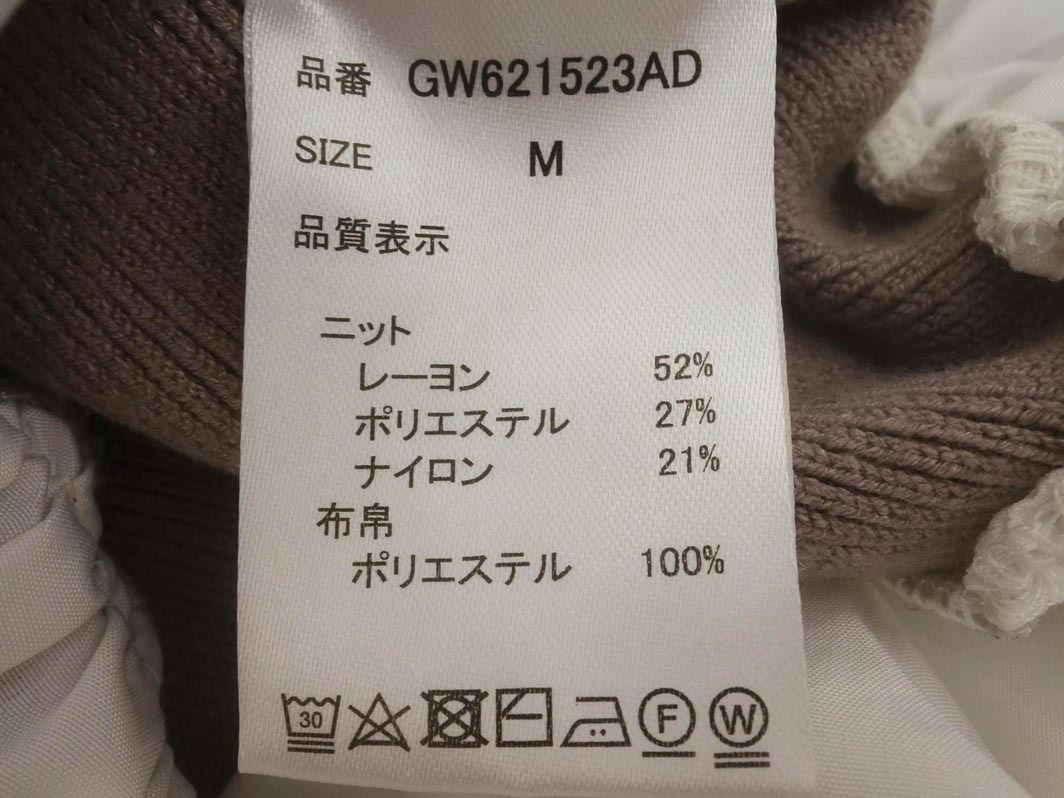 品番 GW621523AD
SIZE M
品質表示
ニット
レーヨン 52%
ポリエステル 27%
ナイロン 21%
布帛
ポリエステル 100%
30 F W